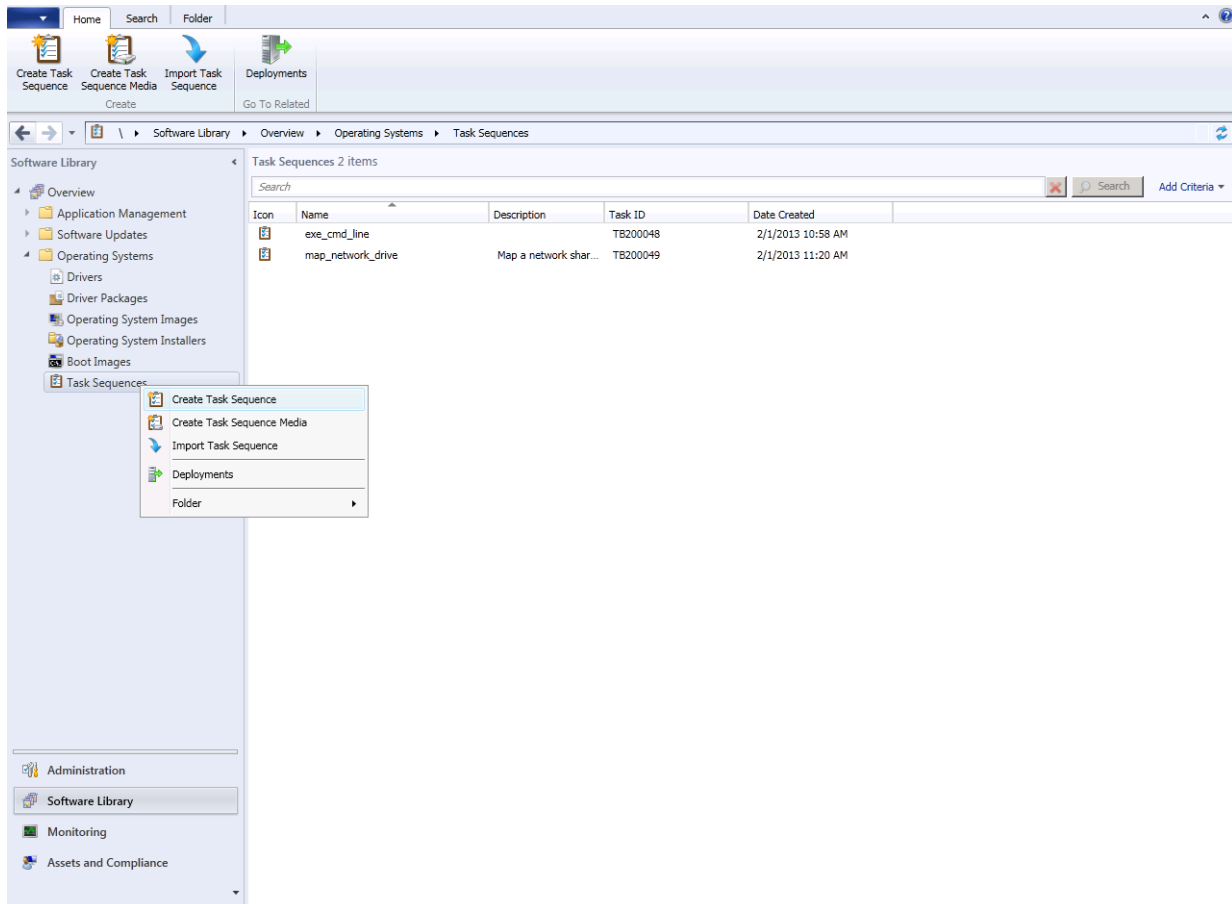 Home Search Folder
Create Task Sequence
Create Task Sequence Media
Import Task Sequence
Deployments
Create
Go To Related
\ Software Library Overview Operating Systems Task Sequences
Software Library
Overview
Application Management
Software Updates
Operating Systems
Drivers
Driver Packages
Operating System Images
Operating System Installers
Boot Images
Task Sequences
Create Task Sequence
Create Task Sequence Media
Import Task Sequence
Deployments
Folder
Task Sequences 2 items
Search Search Add Criteria
Icon Name Description Task ID Date Created
exe_cmd_line TB200048 2/1/2013 10:58 AM
map_network_drive Map a network shar... TB200049 2/1/2013 11:20 AM
Administration
Software Library
Monitoring
Assets and Compliance